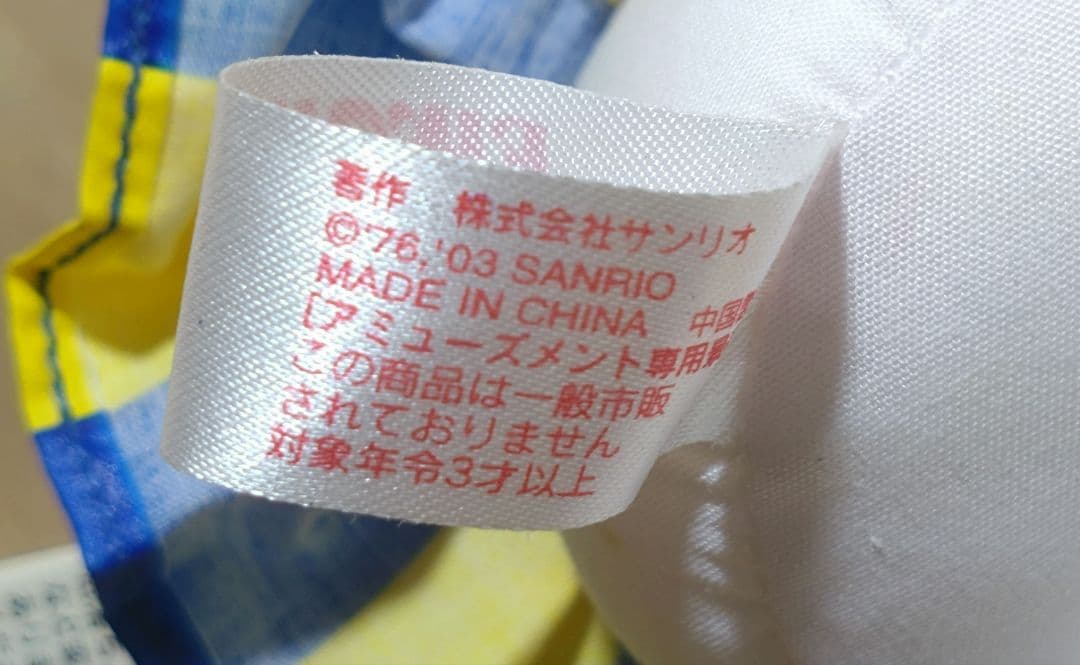 著作　株式会社サンリオ
©'76,'03 SANRIO
MADE IN CHINA　中国
[アミューズメント専用
この商品は一般市販
されておりません
対象年令3才以上